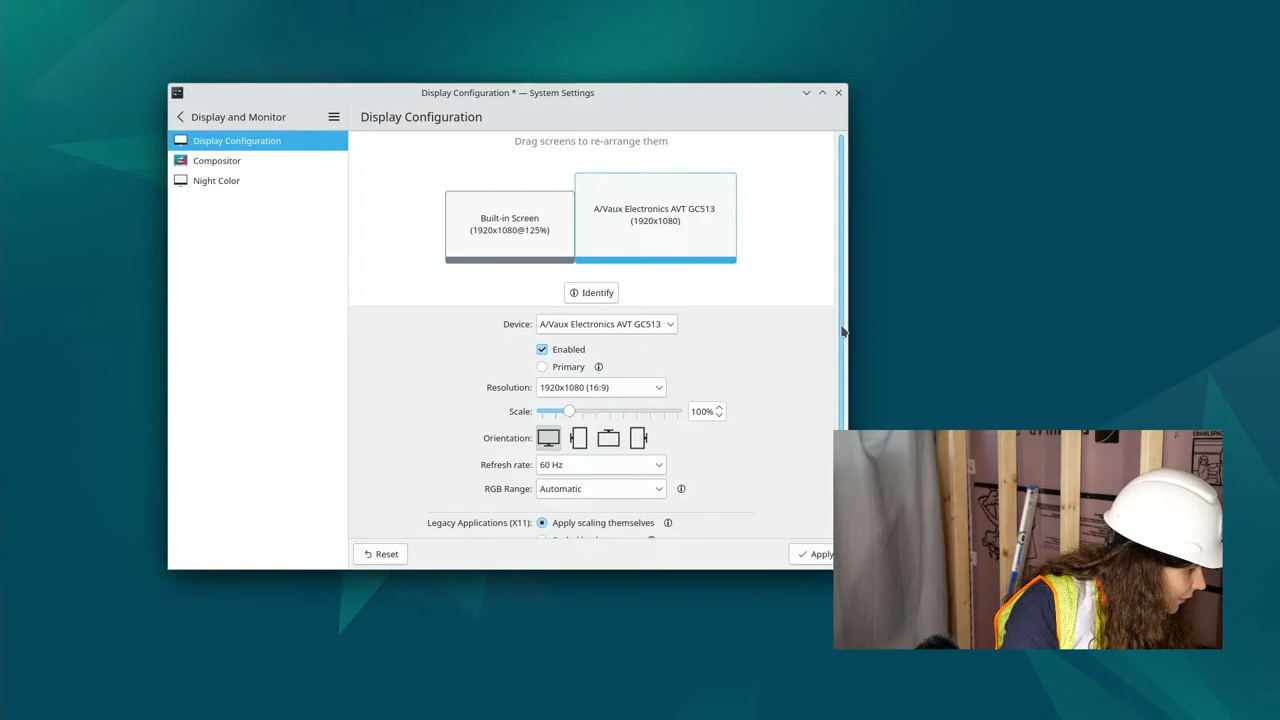 Display Configuration * — System Settings
Display and Monitor
Display Configuration
Display Configuration
Compositor
Night Color
Drag screens to re-arrange them
Built-in Screen
(1920x1080@125%)
A/Vaux Electronics AVT GC513
(1920x1080)
Identify
Device: A/Vaux Electronics AVT GC513
Enabled
Primary
Resolution: 1920x1080 (16:9)
Scale: 100%
Orientation:
Refresh rate: 60 Hz
RGB Range: Automatic
Legacy Applications (X11): Apply scaling themselves
Reset
Apply
CRAWLSPAC